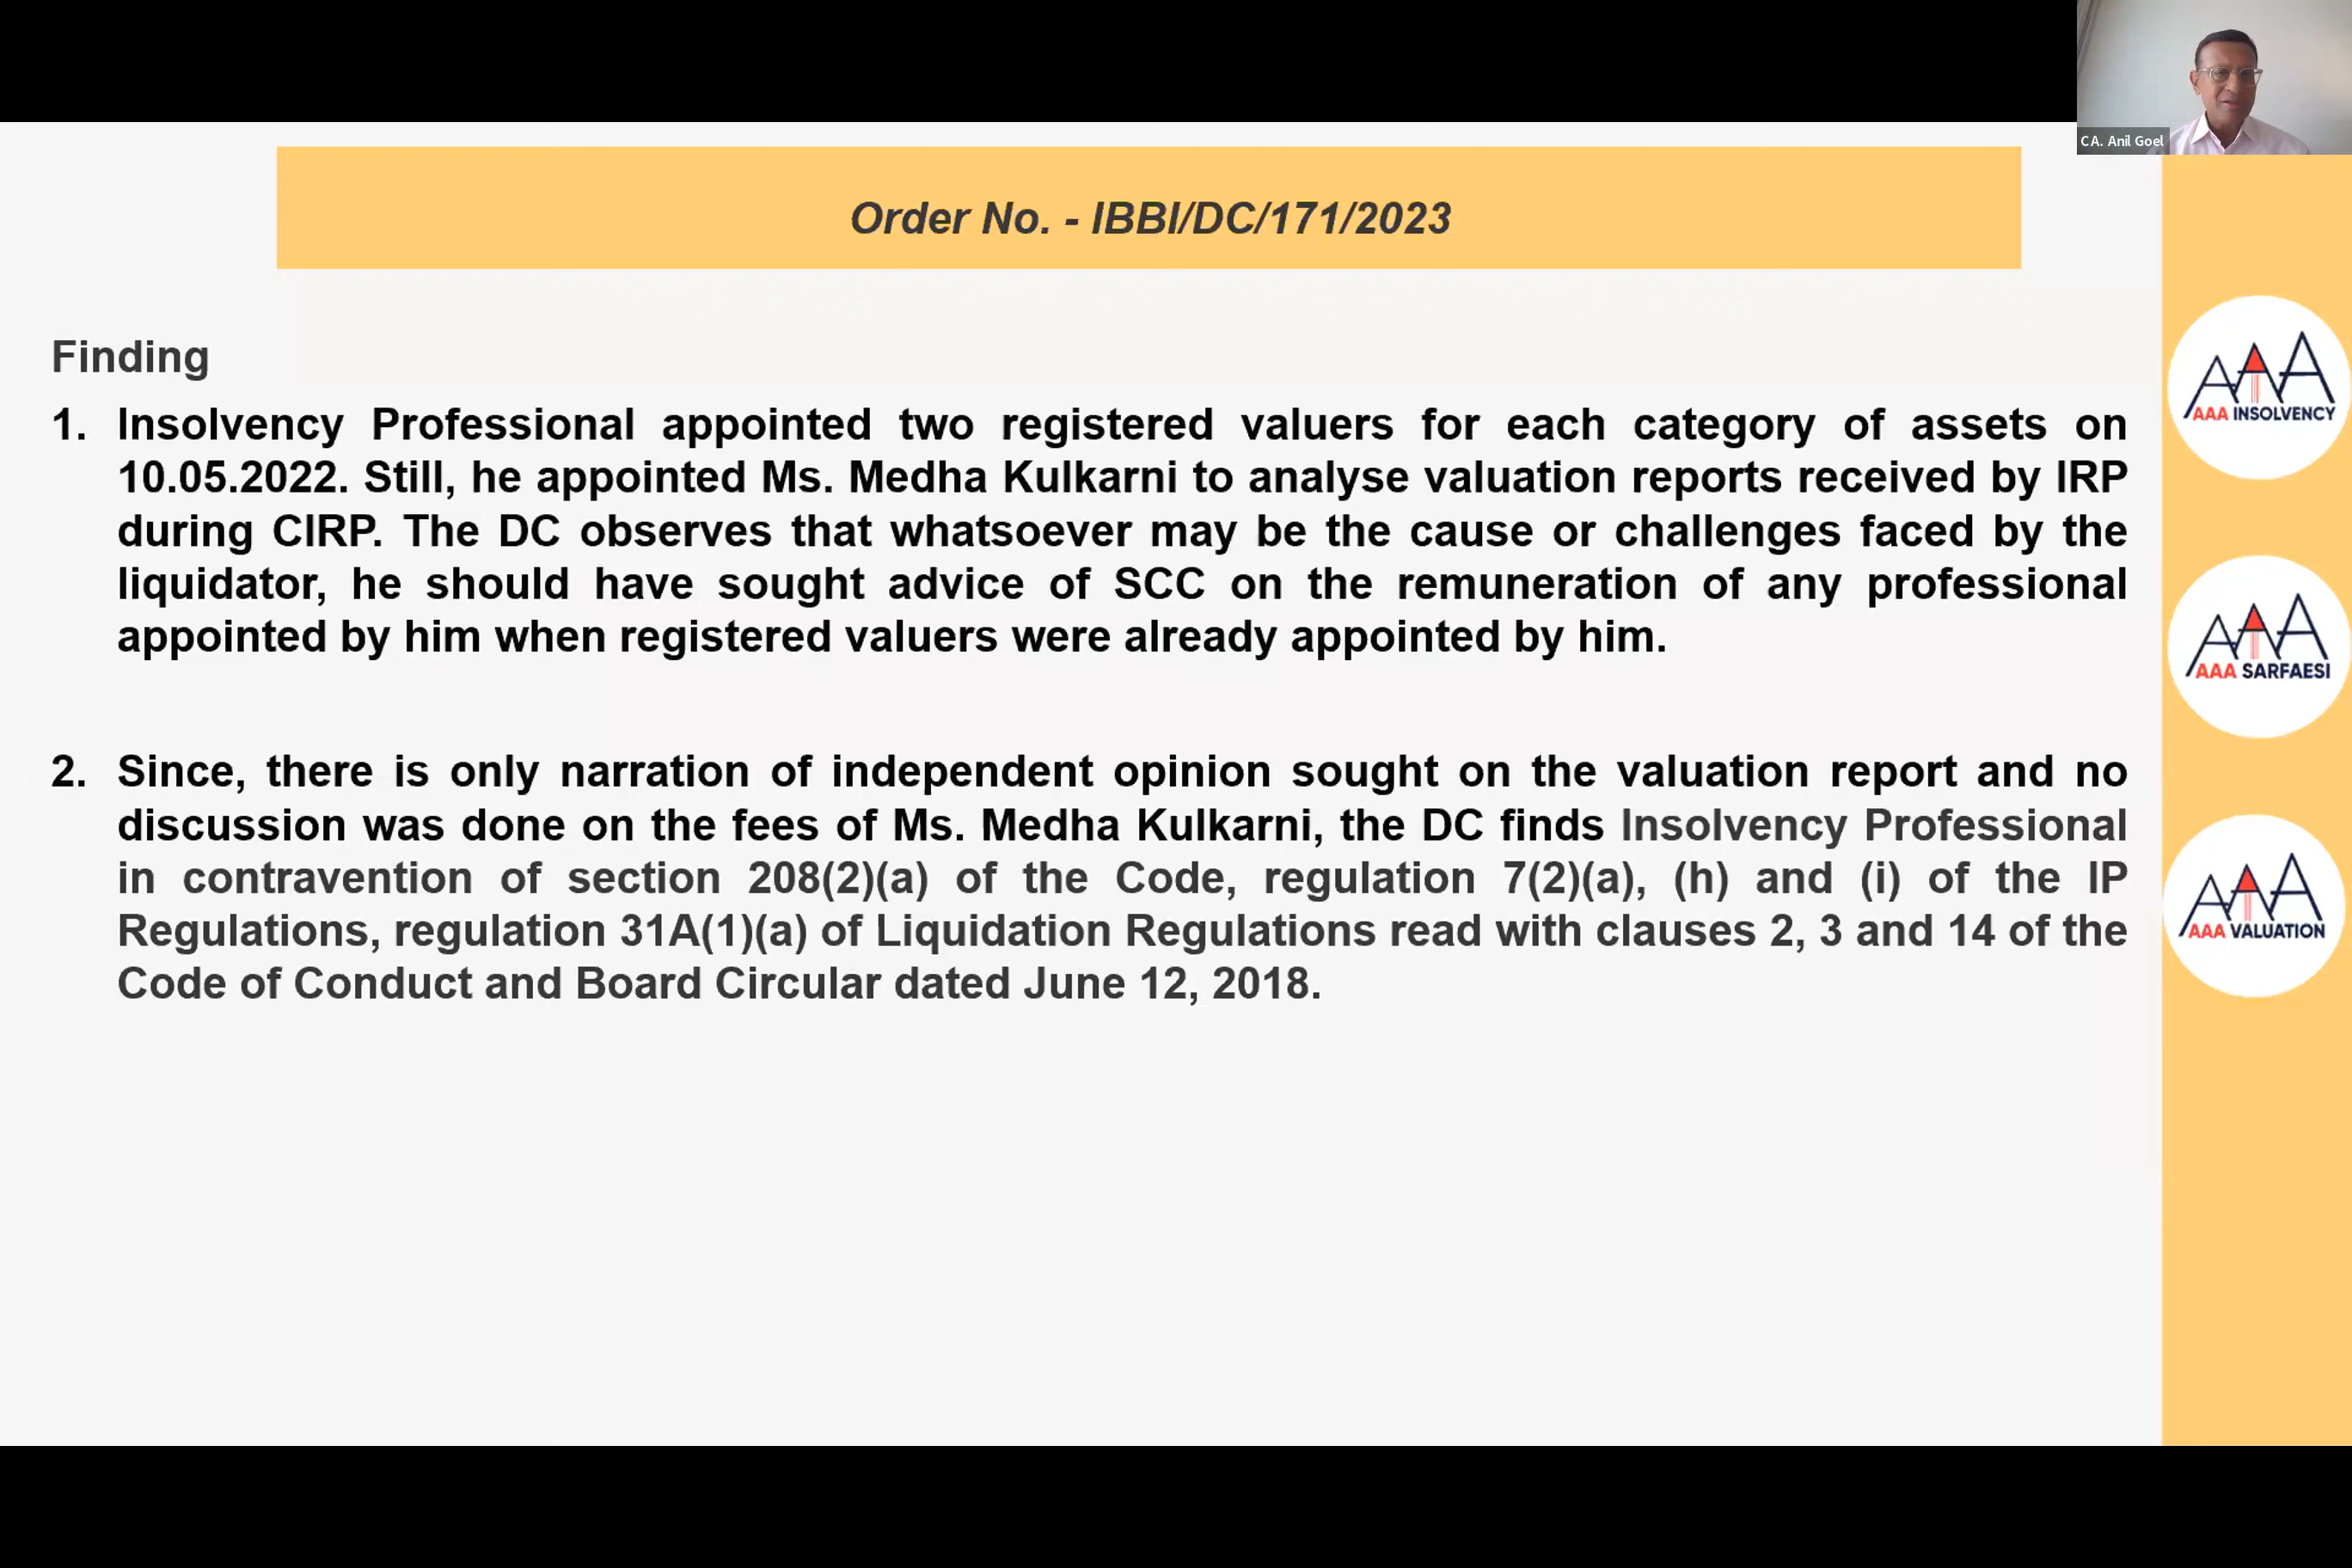 CA. Anil Goel
Order No. - IBBI/DC/171/2023
Finding
1. Insolvency Professional appointed two registered valuers for each category of assets on
10.05.2022. Still, he appointed Ms. Medha Kulkarni to analyse valuation reports received by IRP
during CIRP. The DC observes that whatsoever may be the cause or challenges faced by the
liquidator, he should have sought advice of SCC on the remuneration of any professional
appointed by him when registered valuers were already appointed by him.
2. Since, there is only narration of independent opinion sought on the valuation report and no
discussion was done on the fees of Ms. Medha Kulkarni, the DC finds Insolvency Professional
in contravention of section 208(2)(a) of the Code, regulation 7(2)(a), (h) and (i) of the IP
Regulations, regulation 31A(1)(a) of Liquidation Regulations read with clauses 2, 3 and 14 of the
Code of Conduct and Board Circular dated June 12, 2018.
AAA
AAA INSOLVENCY
AAA
AAA SARFAESI
AAA
AAA VALUATION